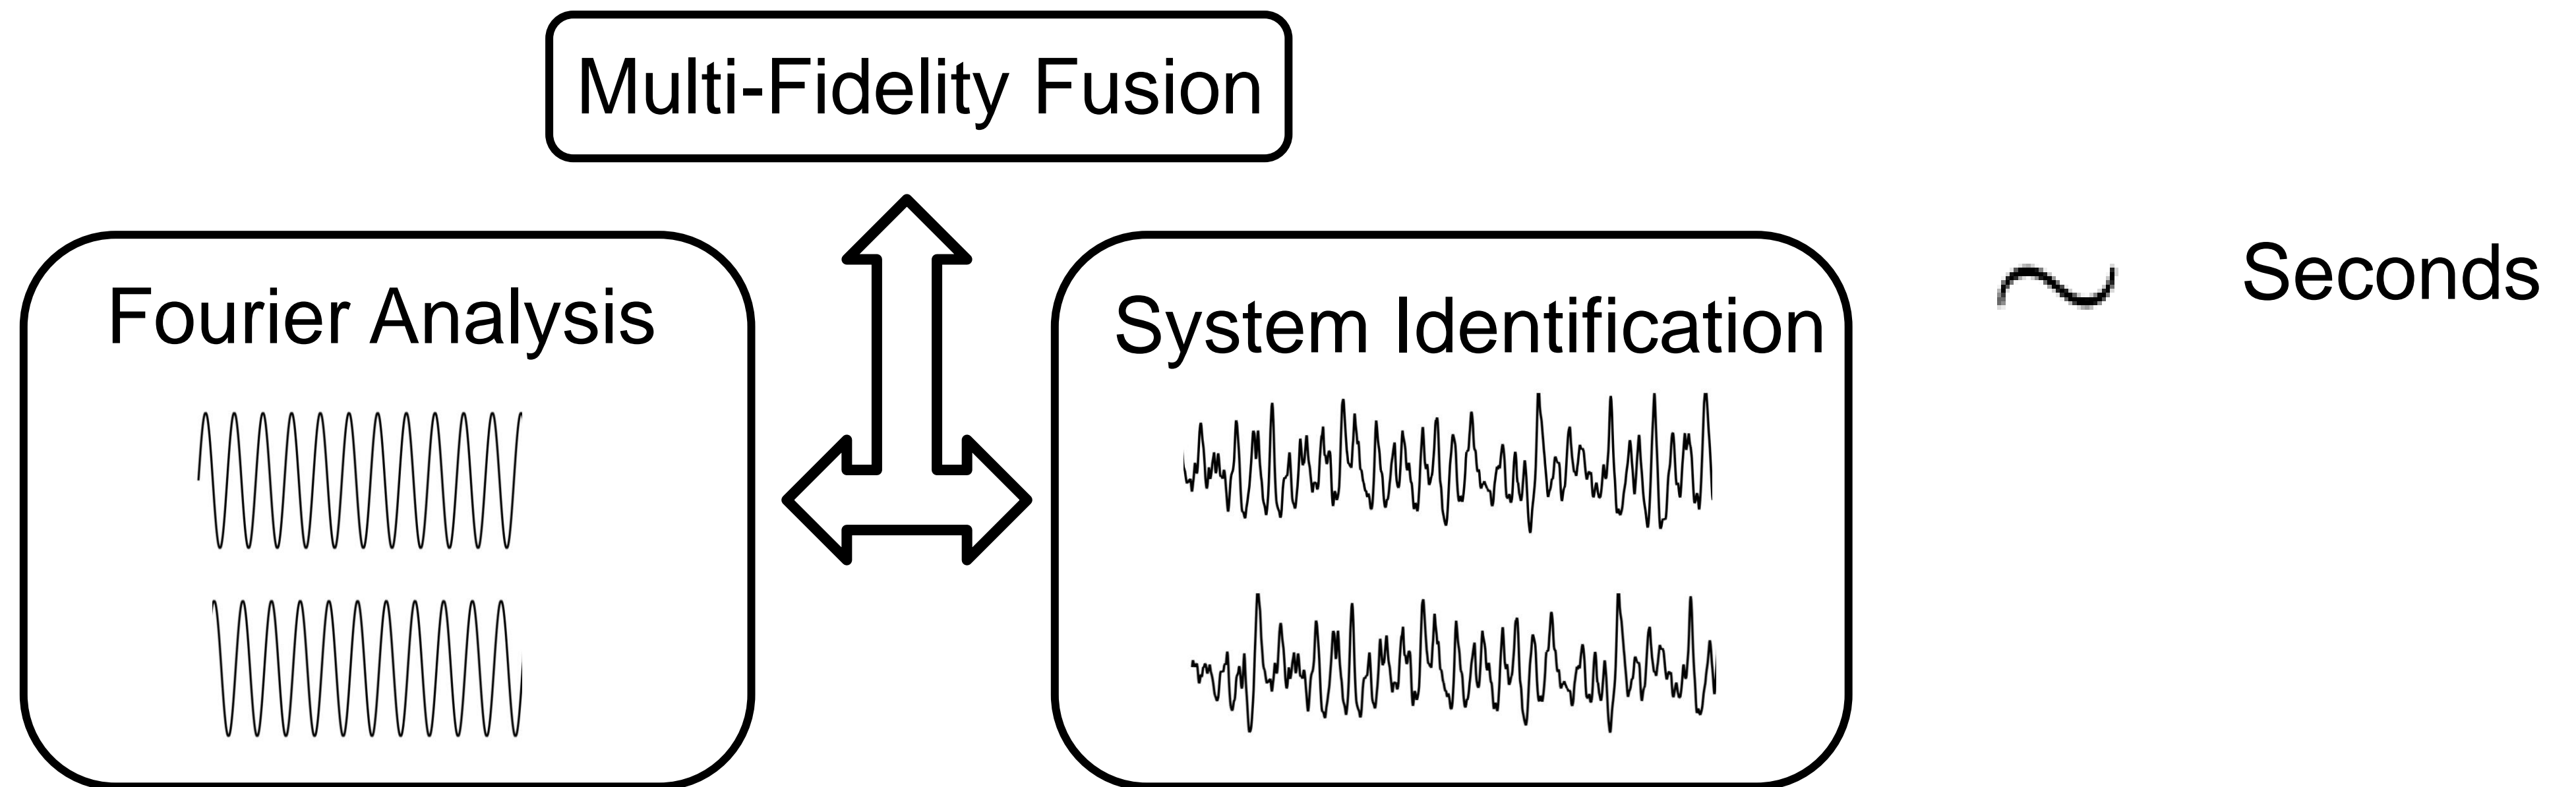 Multi-Fidelity Fusion
Fourier Analysis
System Identification
~ Seconds